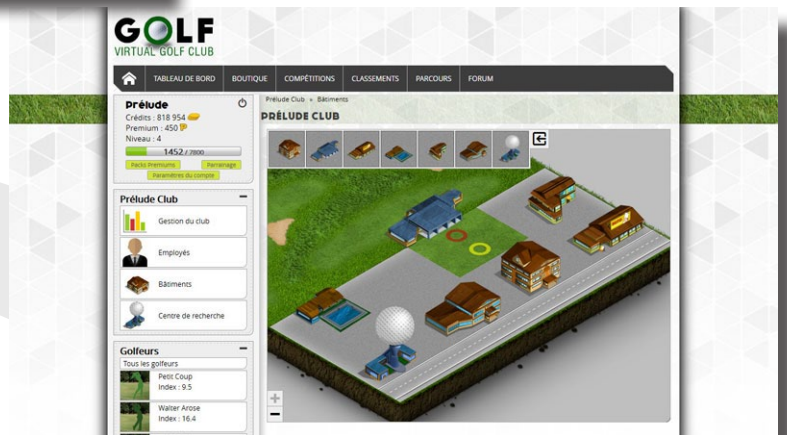 GOLF
VIRTUAL GOLF CLUB
TABLEAU DE BORD BOUTIQUE COMPÉTITIONS CLASSEMENTS PARCOURS FORUM
Prélude
Crédits : 818 954
Premium : 450
Niveau : 4
1452 / 7800
Packs Premiums Parrainage
Paramètres du compte
Prélude Club
Gestion du club
Employés
Bâtiments
Centre de recherche
Golfeurs
Tous les golfeurs
Petit Coup
Index : 9.5
Walter Arose
Index : 16.4
Prélude Club » Bâtiments
PRÉLUDE CLUB